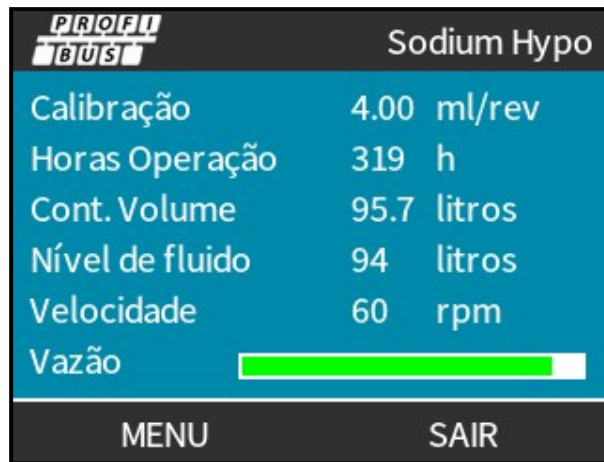 PROFI
BUS
Sodium Hypo
Calibração 4.00 ml/rev
Horas Operação 319 h
Cont. Volume 95.7 litros
Nível de fluido 94 litros
Velocidade 60 rpm
Vazão
MENU SAIR